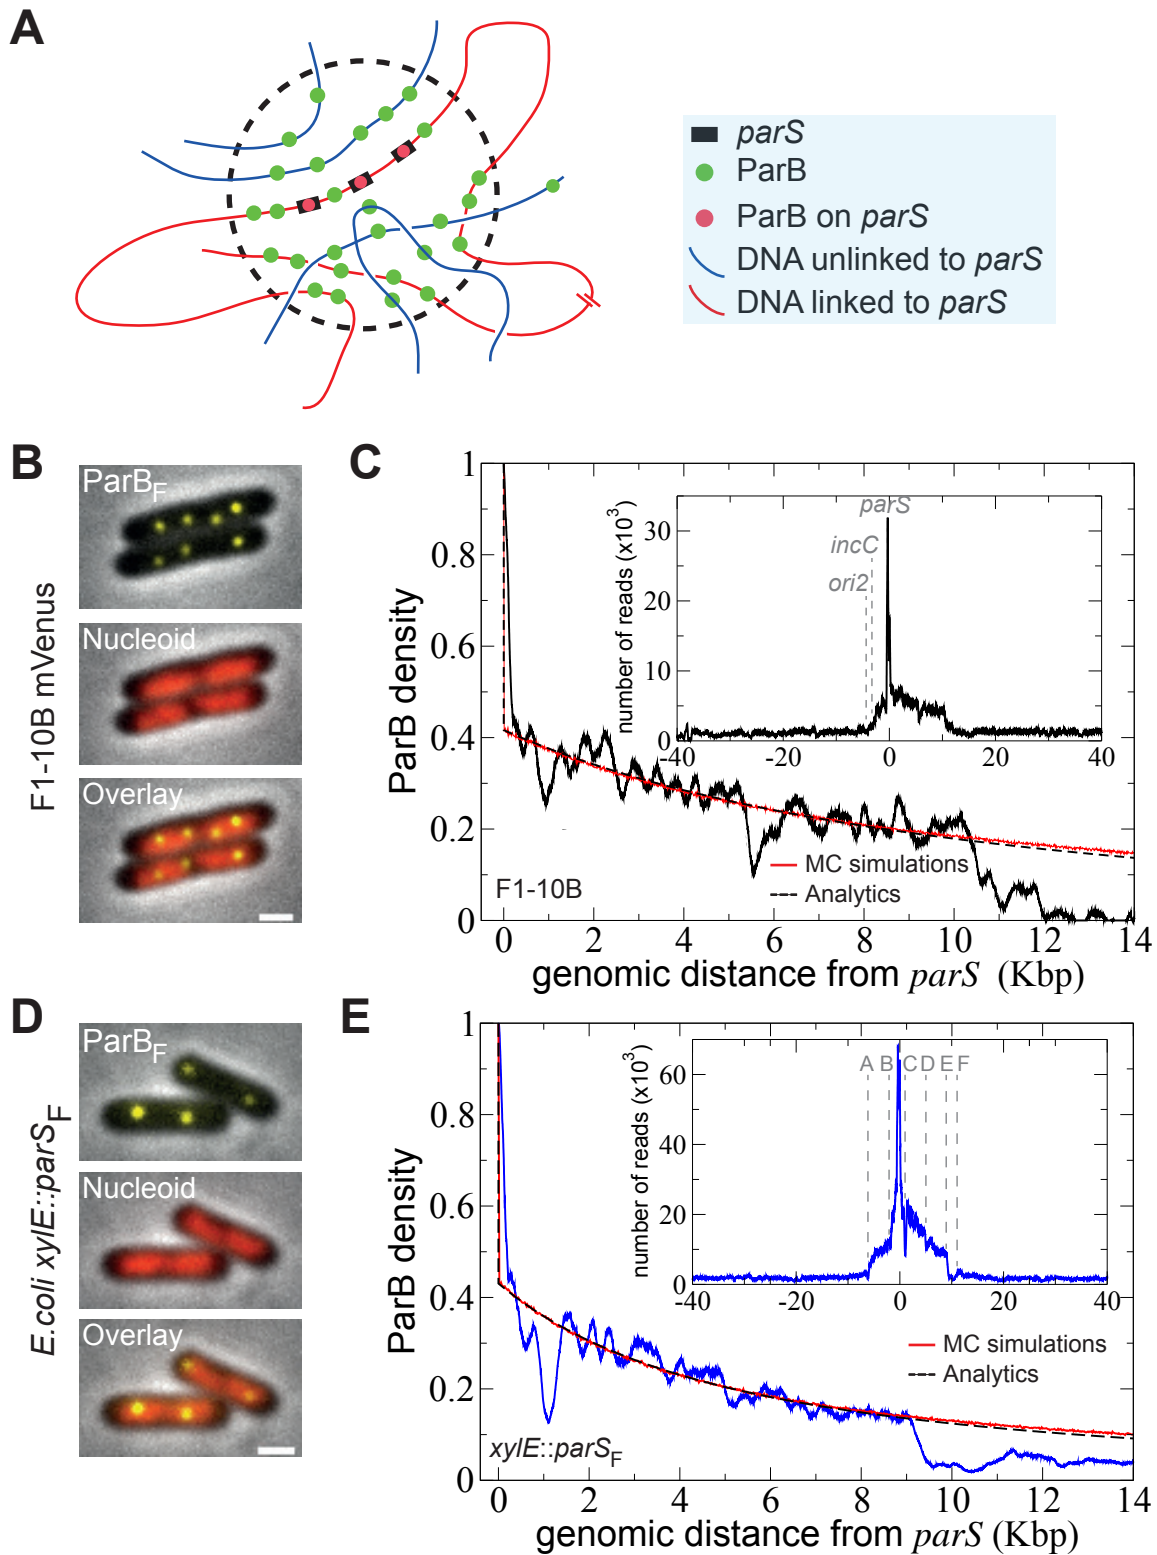 A
parS
ParB
ParB on parS
DNA unlinked to parS
DNA linked to parS
B
F1-10B mVenus
ParBF
Nucleoid
Overlay
C
ParB density
1
0.8
0.6
0.4
0.2
0
0 2 4 6 8 10 12 14
genomic distance from parS (Kbp)
F1-10B
MC simulations
Analytics
number of reads (x10³)
30
20
10
0
-40 -20 0 20 40
parS
incC
ori2
D
E.coli xylE::parSF
ParBF
Nucleoid
Overlay
E
ParB density
1
0.8
0.6
0.4
0.2
0
0 2 4 6 8 10 12 14
genomic distance from parS (Kbp)
xylE::parSF
MC simulations
Analytics
number of reads (x10³)
60
40
20
0
-40 -20 0 20 40
A B C D E F